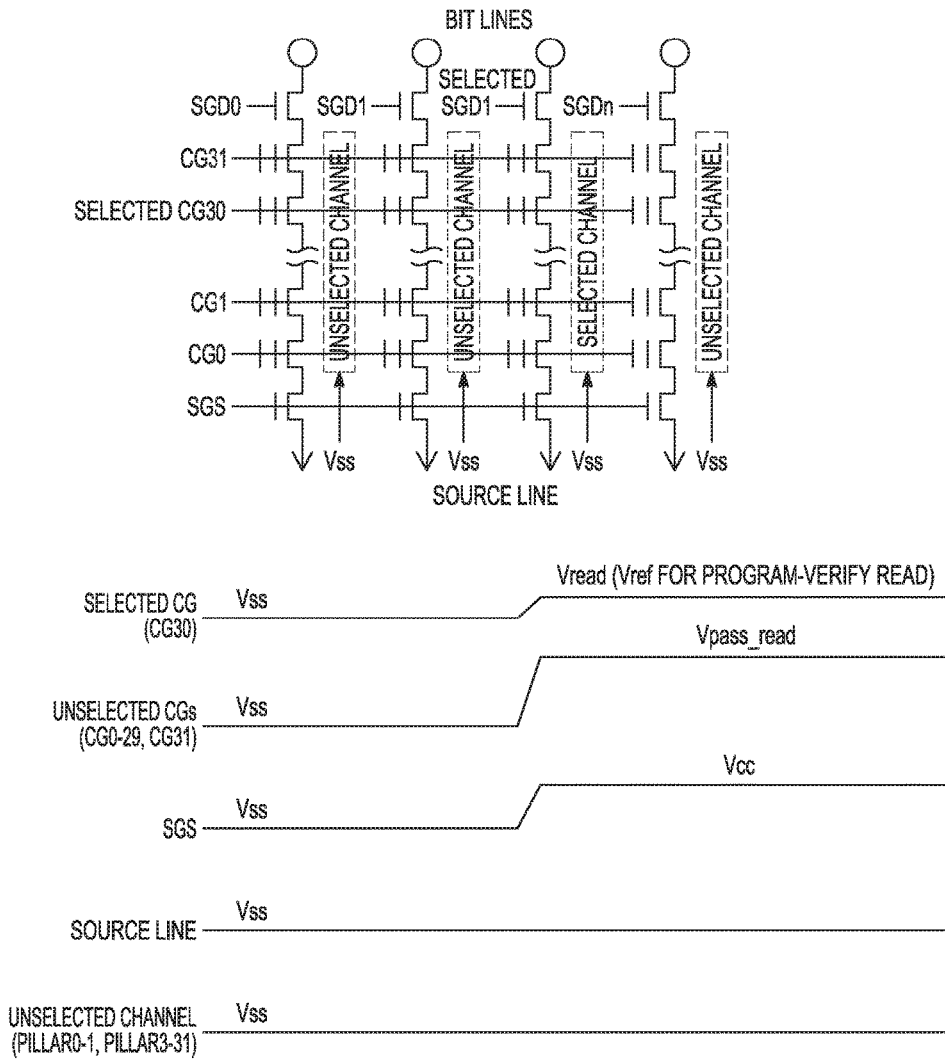 BIT LINES
SELECTED
SGD0 SGD1 SGD1 SGDn
CG31
SELECTED CG30
CG1
CG0
SGS
UNSELECTED CHANNEL
UNSELECTED CHANNEL
SELECTED CHANNEL
UNSELECTED CHANNEL
Vss Vss Vss Vss
SOURCE LINE
SELECTED CG
(CG30)
Vss
Vread (Vref FOR PROGRAM-VERIFY READ)
UNSELECTED CGs
(CG0-29, CG31)
Vss
Vpass_read
SGS
Vss
Vcc
SOURCE LINE
Vss
UNSELECTED CHANNEL
(PILLAR0-1, PILLAR3-31)
Vss